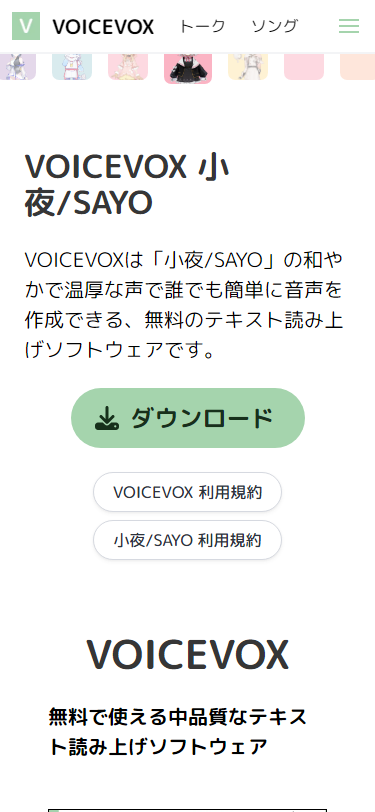 V VOICEVOX トーク ソング
VOICEVOX 小
夜/SAYO
VOICEVOXは「小夜/SAYO」の和や
かで温厚な声で誰でも簡単に音声を
作成できる、無料のテキスト読み上
げソフトウェアです。
ダウンロード
VOICEVOX 利用規約
小夜/SAYO 利用規約
VOICEVOX
無料で使える中品質なテキス
ト読み上げソフトウェア